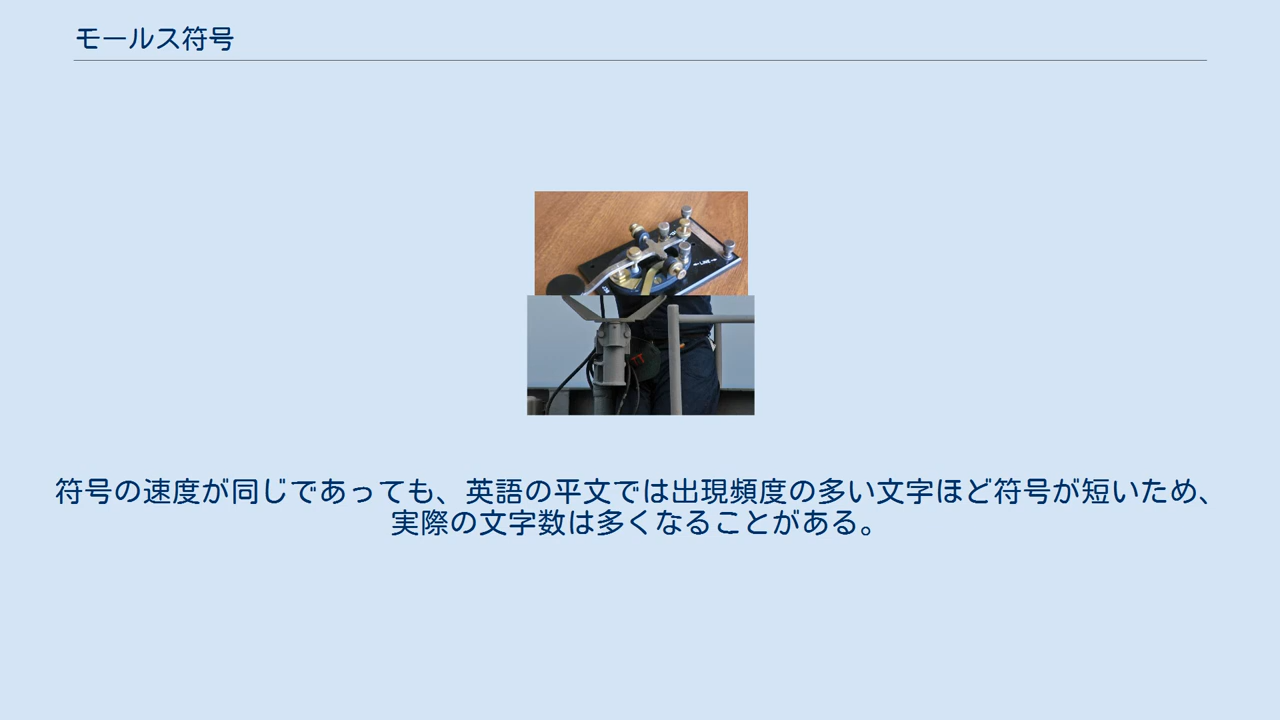 モールス符号
LINE
符号の速度が同じであっても、英語の平文では出現頻度の多い文字ほど符号が短いため、
実際の文字数は多くなることがある。